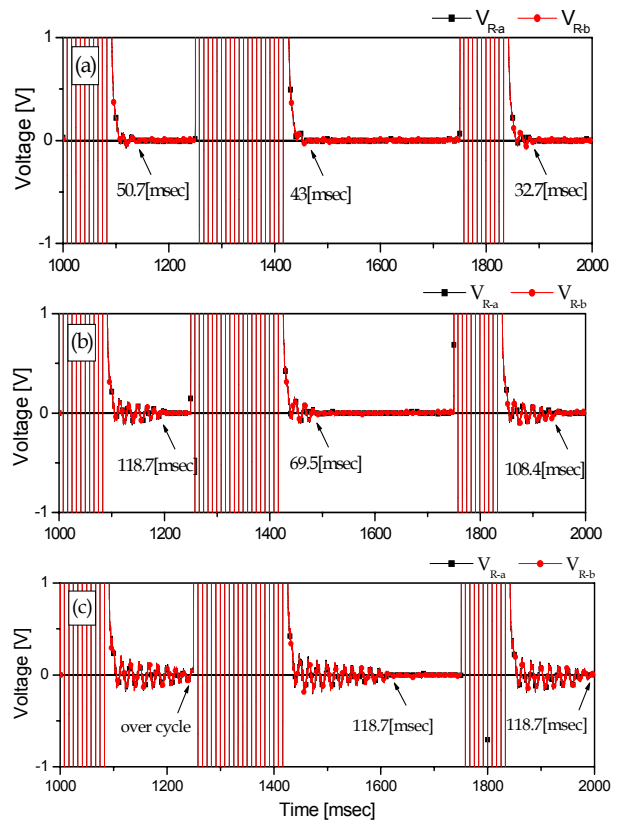 V_R-a V_R-b
(a)
Voltage [V]
1
0
-1
50.7[msec]
43[msec]
32.7[msec]
1000 1200 1400 1600 1800 2000
V_R-a V_R-b
(b)
Voltage [V]
1
0
-1
118.7[msec]
69.5[msec]
108.4[msec]
1000 1200 1400 1600 1800 2000
V_R-a V_R-b
(c)
Voltage [V]
1
0
-1
over cycle
118.7[msec]
118.7[msec]
1000 1200 1400 1600 1800 2000
Time [msec]